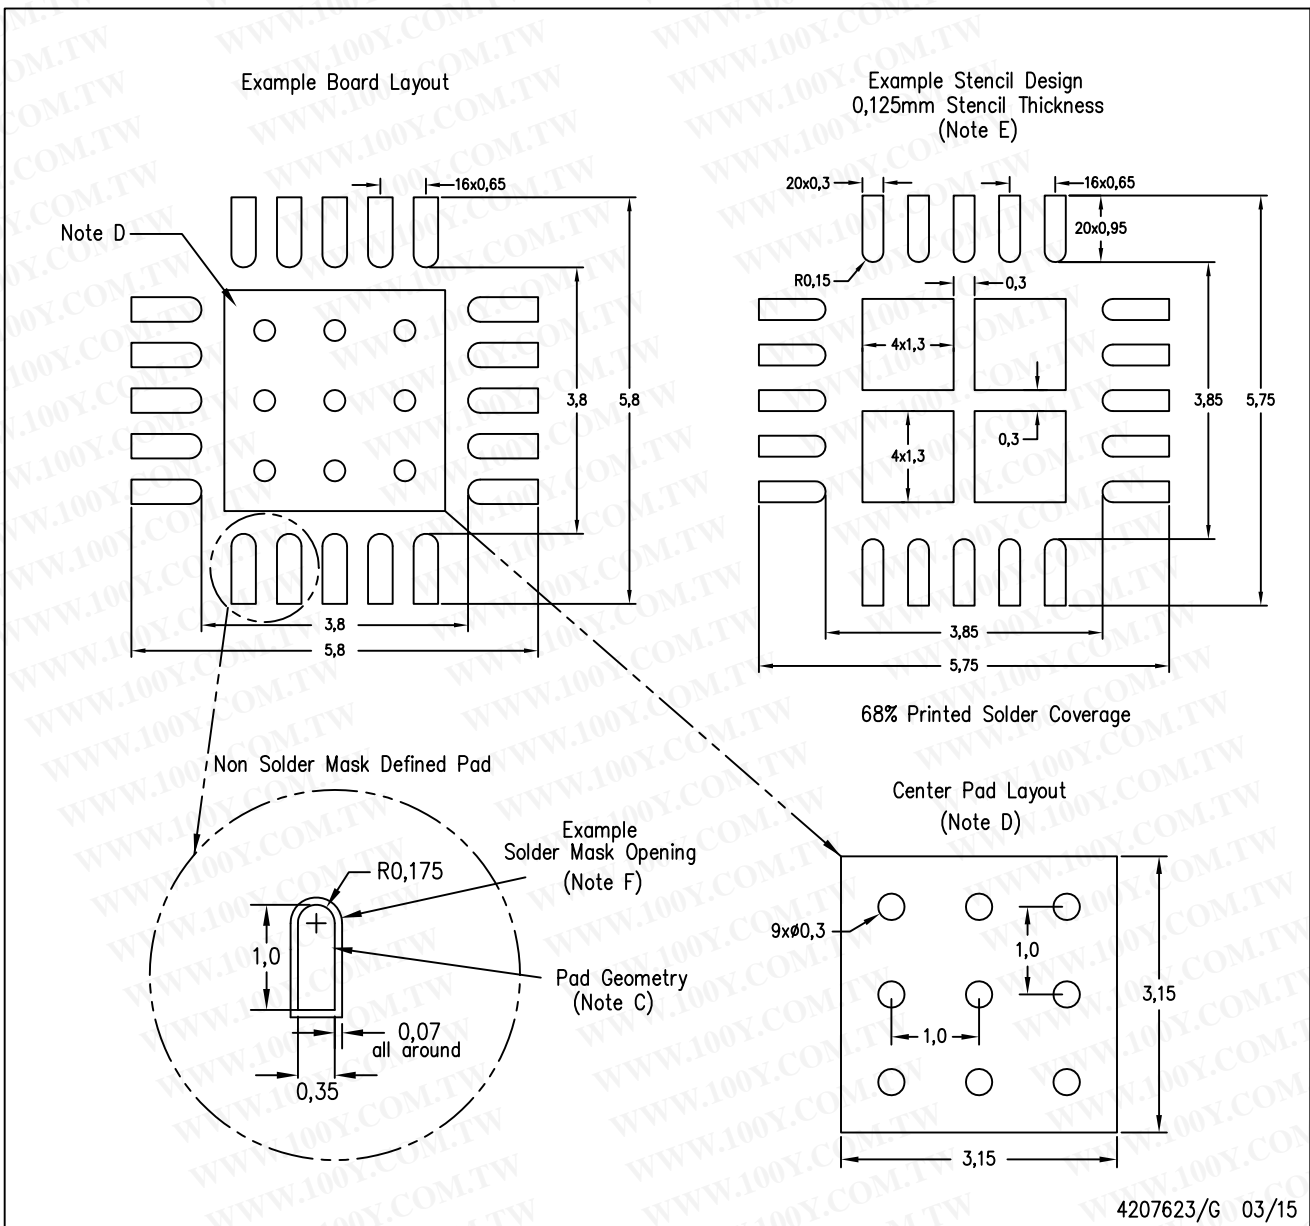 Example Board Layout
16x0,65
Note D
3,8
5,8
3,8
5,8
Example Stencil Design
0,125mm Stencil Thickness
(Note E)
20x0,3
16x0,65
20x0,95
R0,15
0,3
4x1,3
4x1,3
0,3
3,85
5,75
3,85
5,75
68% Printed Solder Coverage
Non Solder Mask Defined Pad
Example
Solder Mask Opening
(Note F)
R0,175
1,0
Pad Geometry
(Note C)
0,07
all around
0,35
Center Pad Layout
(Note D)
9xø0,3
1,0
1,0
3,15
3,15
4207623/G 03/15
WWW.100Y.COM.TW